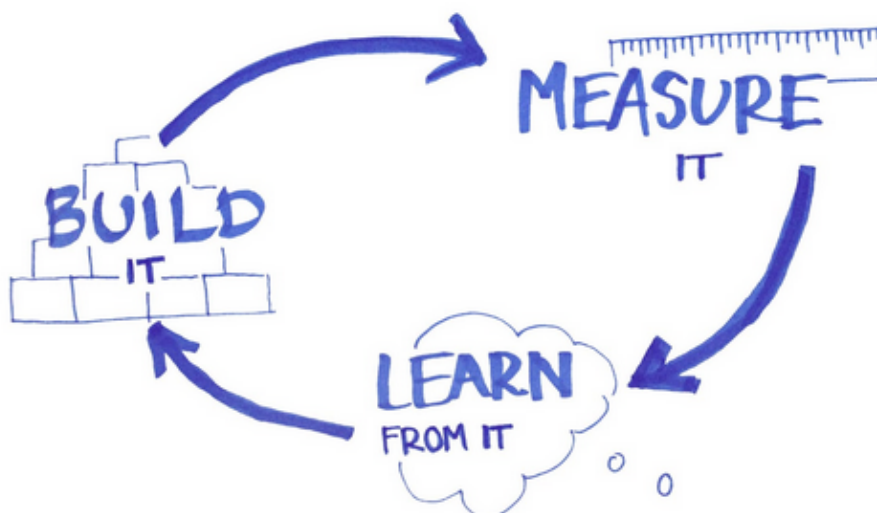 BUILD
IT
MEASURE
IT
LEARN
FROM IT